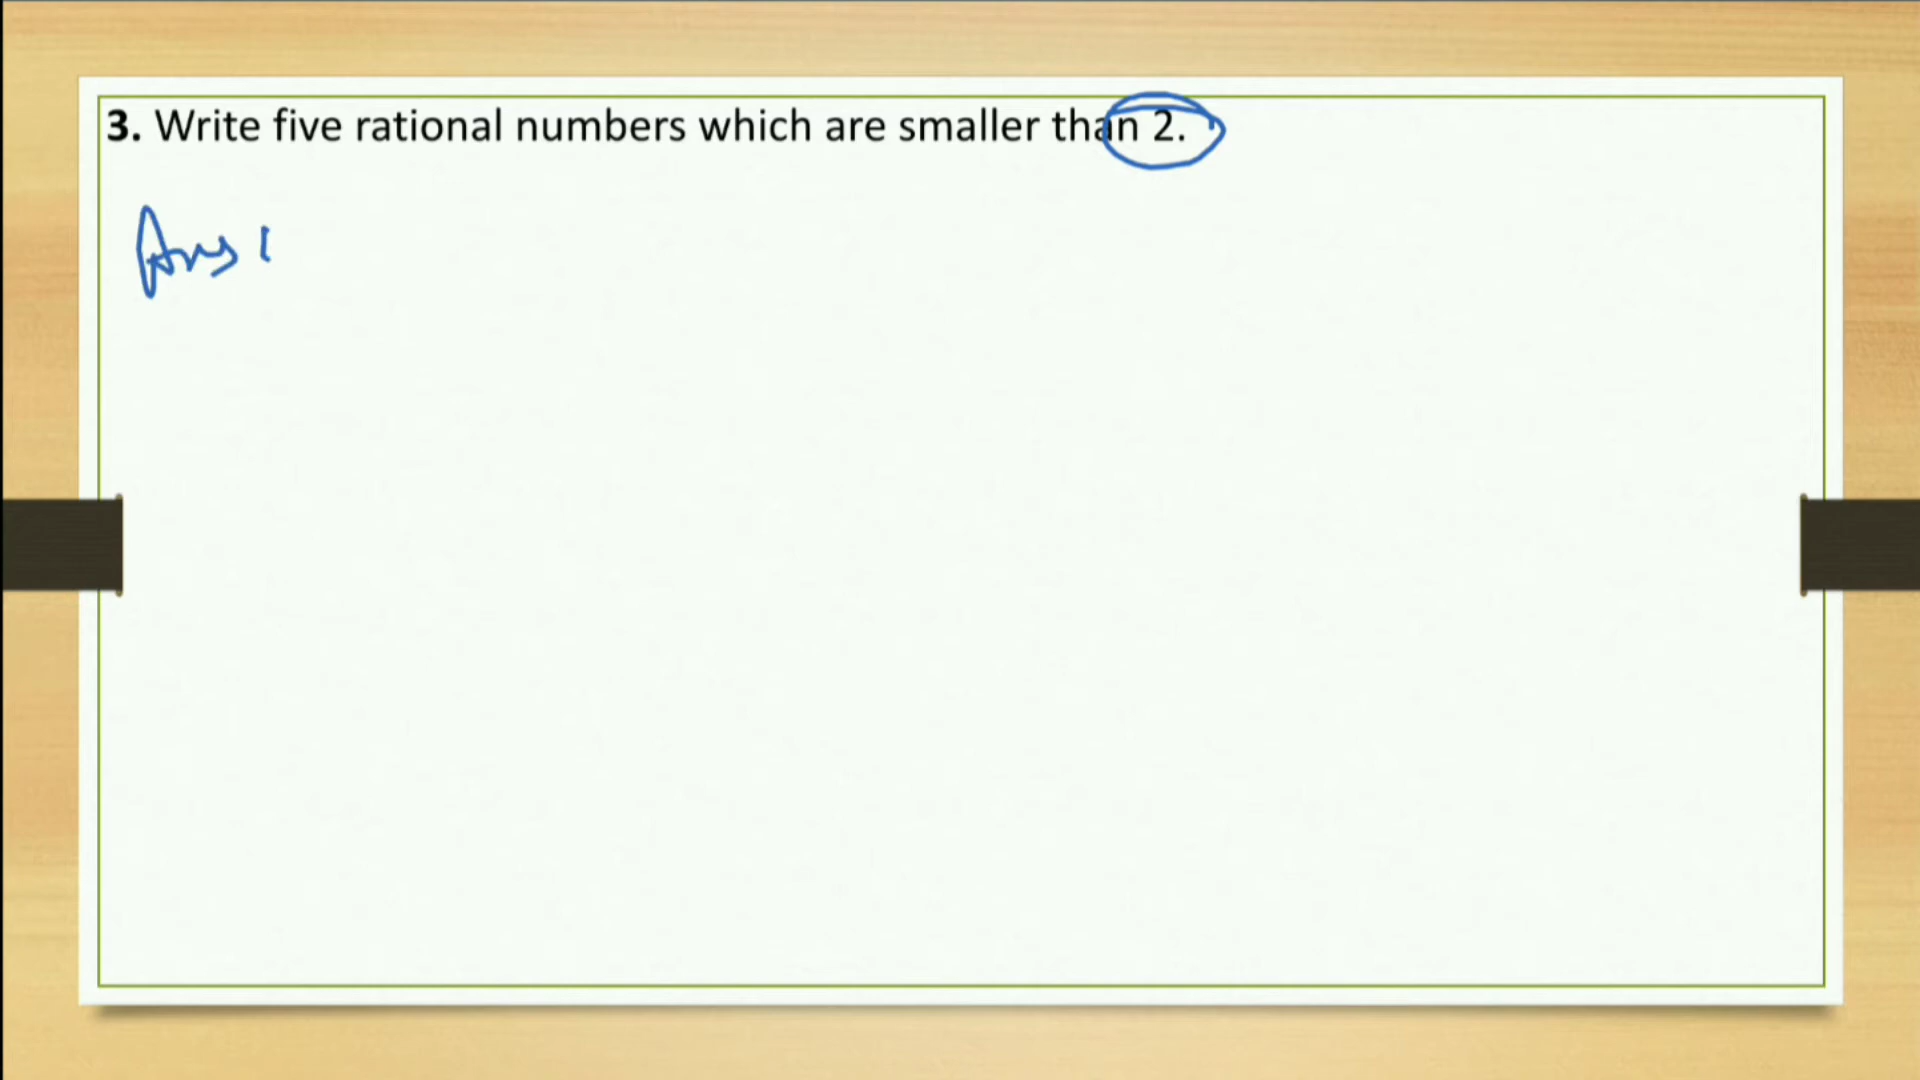 3. Write five rational numbers which are smaller than 2.
Ans